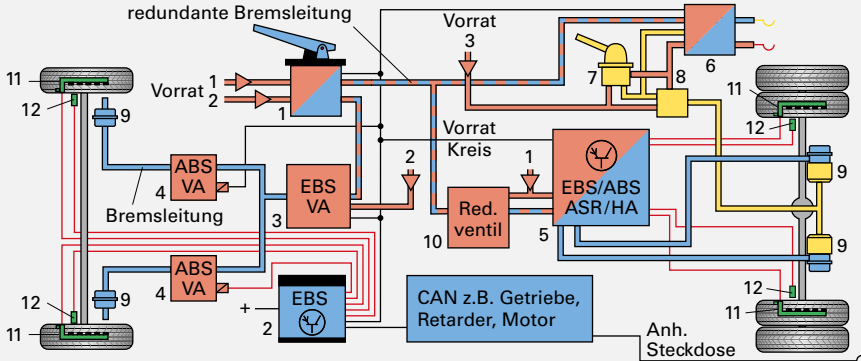 redundante Bremsleitung
Vorrat
3
1
Vorrat 2
1
7
8
6
11
12
9
11
12
ABS
VA
4
Bremsleitung
EBS
VA
3
2
Vorrat
Kreis
1
EBS/ABS
ASR/HA
5
Red.
ventil
10
9
9
ABS
VA
4
12
9
11
+
EBS
2
CAN z.B. Getriebe,
Retarder, Motor
Anh.
Steckdose
12
11